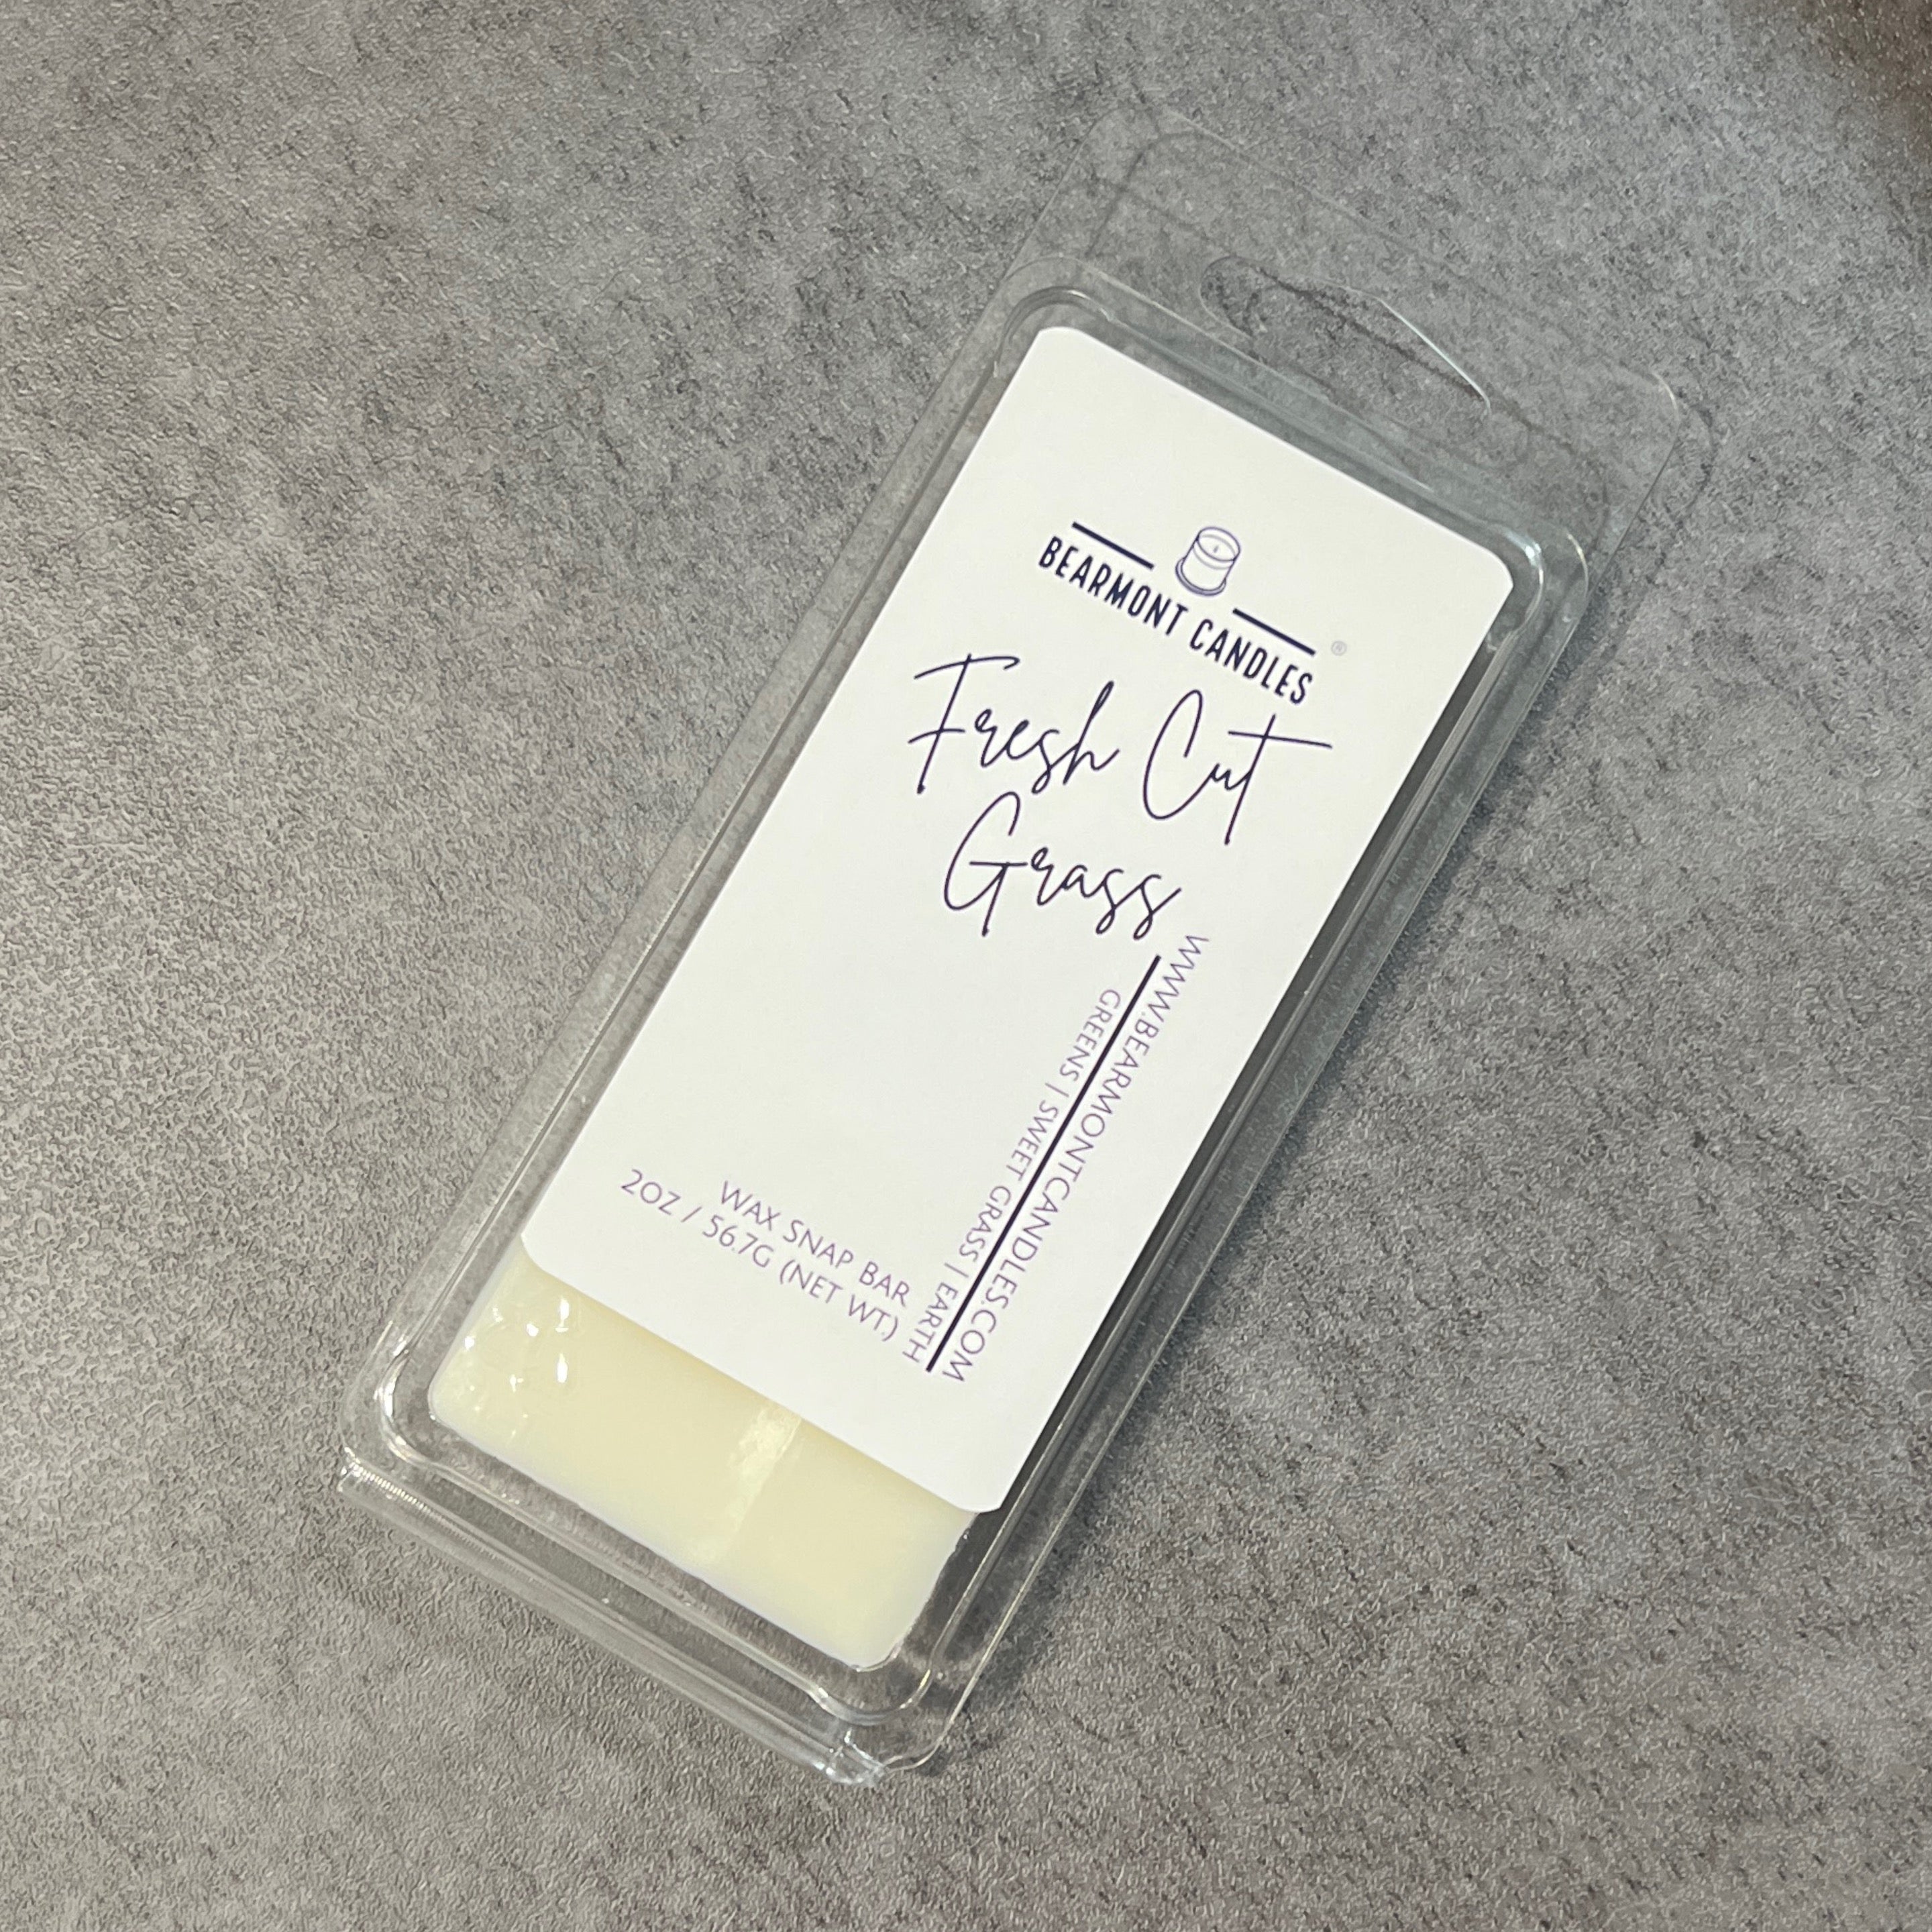 BEARMONT CANDLES ®
Fresh Cut
Grass
WWW.BEARMONTCANDLES.COM
GREENS | SWEET GRASS | EARTH
WAX SNAP BAR
2OZ / 56.7G (NET WT.)